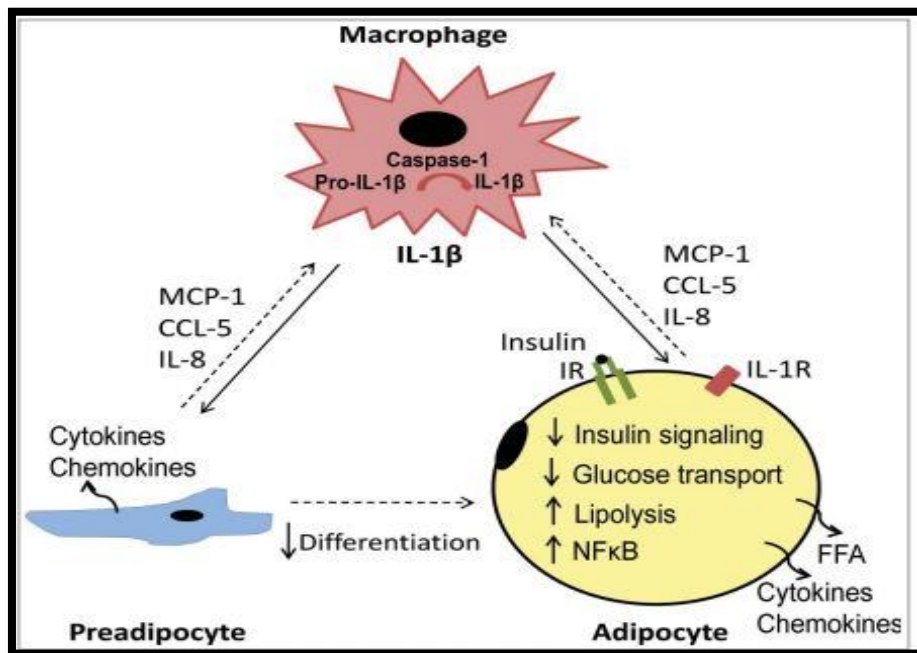 Macrophage
Caspase-1
Pro-IL-1β IL-1β
IL-1β
MCP-1
CCL-5
IL-8
MCP-1
CCL-5
IL-8
Insulin
IR
IL-1R
Cytokines
Chemokines
↓ Insulin signaling
↓ Glucose transport
↑ Lipolysis
↑ NFκB
↓Differentiation
FFA
Cytokines
Chemokines
Preadipocyte
Adipocyte